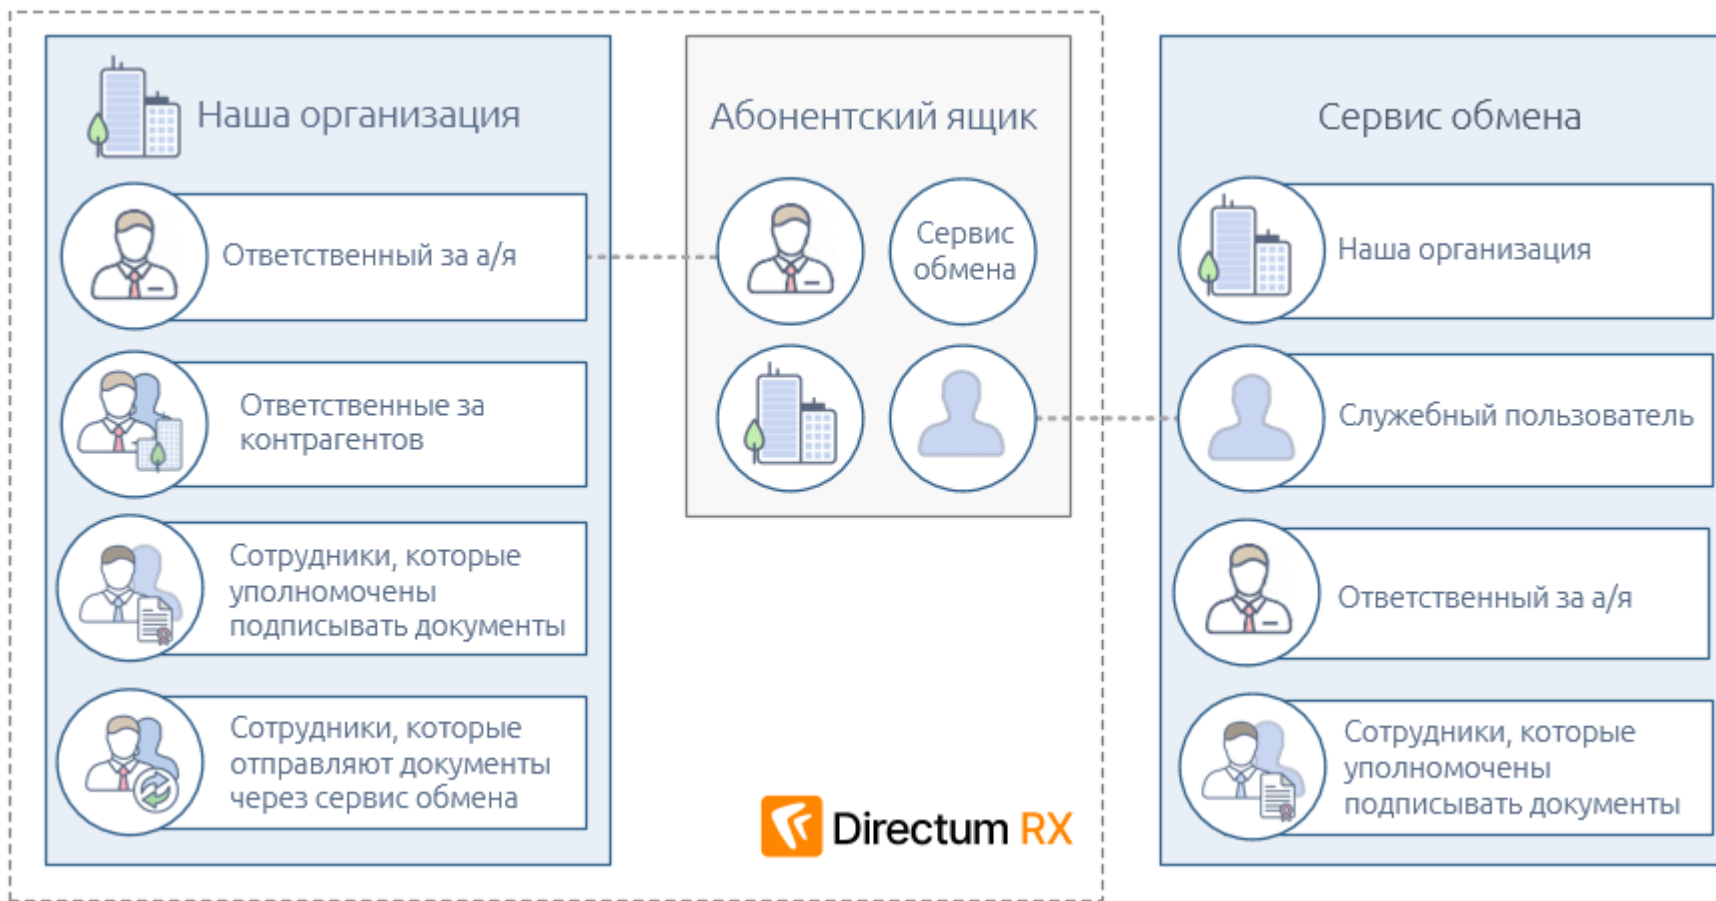 Наша организация
Ответственный за а/я
Ответственные за
контрагентов
Сотрудники, которые
уполномочены
подписывать документы
Сотрудники, которые
отправляют документы
через сервис обмена
Абонентский ящик
Сервис
обмена
Directum RX
Сервис обмена
Наша организация
Служебный пользователь
Ответственный за а/я
Сотрудники, которые
уполномочены
подписывать документы